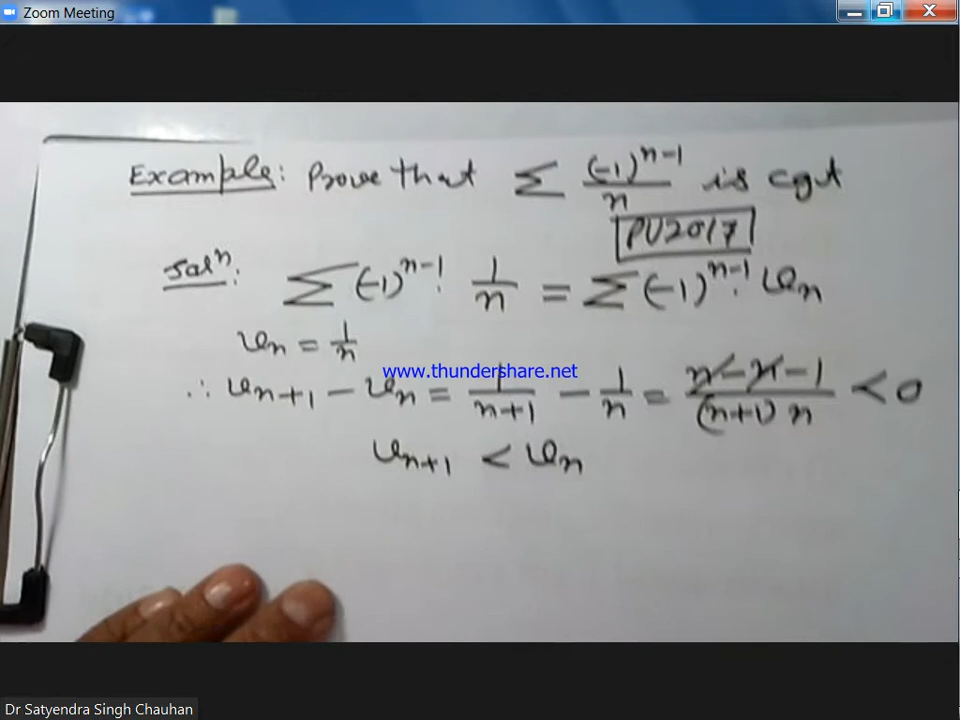 Zoom Meeting
Example: Prove that ∑ (-1)^{n-1}/n is cgt
PU2017
Solⁿ: ∑ (-1)^{n-1}. 1/n = ∑ (-1)^{n-1}. u_n
u_n = 1/n
www.thundershare.net
∴ u_{n+1} - u_n = 1/(n+1) - 1/n = (n-n-1)/((n+1) n) < 0
u_{n+1} < u_n
Dr Satyendra Singh Chauhan